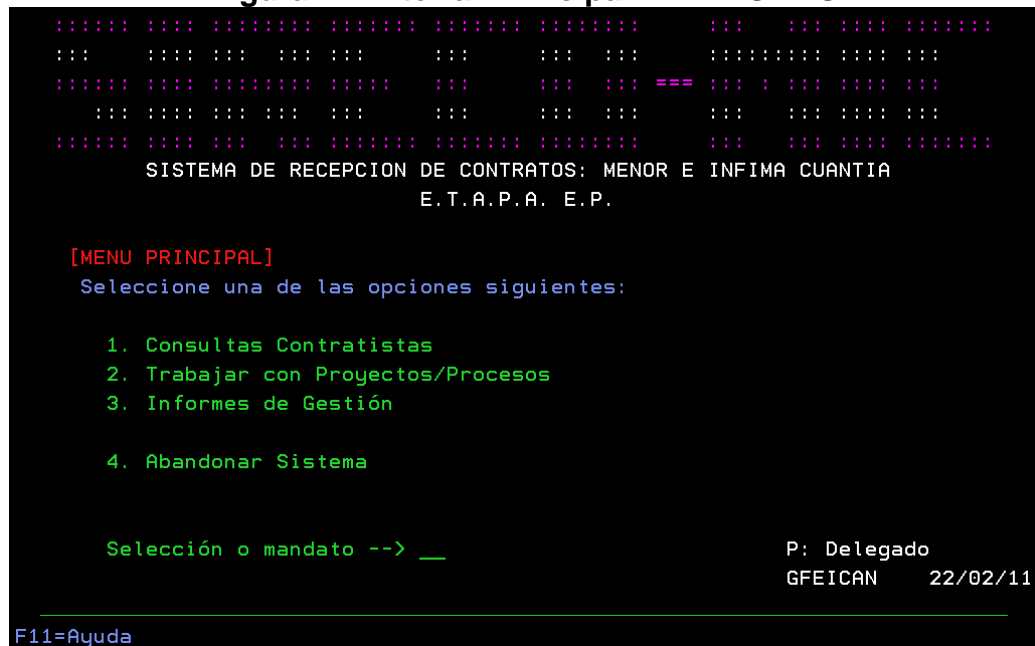 SISTEMA DE RECEPCION DE CONTRATOS: MENOR E INFIMA CUANTIA
E.T.A.P.A. E.P.
[MENU PRINCIPAL]
Seleccione una de las opciones siguientes:
1. Consultas Contratistas
2. Trabajar con Proyectos/Procesos
3. Informes de Gestión
4. Abandonar Sistema
Selección o mandato --> __
P: Delegado
GFEICAN 22/02/11
F11=Ayuda